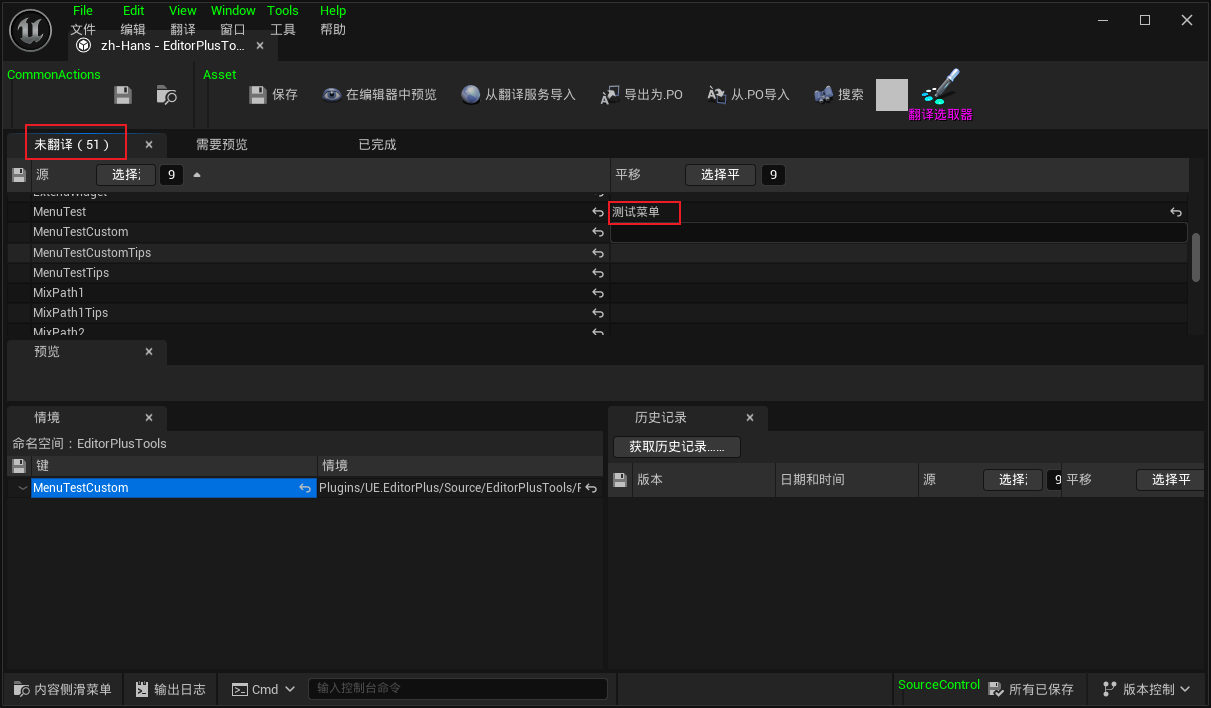 File Edit View Window Tools Help
文件 编辑 翻译 窗口 工具 帮助
zh-Hans - EditorPlusTo...
CommonActions
Asset
保存 在编辑器中预览 从翻译服务导入 导出为.PO 从.PO导入 搜索
翻译选取器
未翻译（51） 需要预览 已完成
源 选择 9 平移 选择平 9
ExtendWidget
MenuTest 测试菜单
MenuTestCustom
MenuTestCustomTips
MenuTestTips
MixPath1
MixPath1Tips
MixPath2
预览
情境 历史记录
命名空间：EditorPlusTools 获取历史记录......
键 情境
版本 日期和时间 源 选择 9 平移 选择平
MenuTestCustom Plugins/UE.EditorPlus/Source/EditorPlusTools/
内容侧滑菜单 输出日志 Cmd 输入控制台命令 SourceControl 所有已保存 版本控制